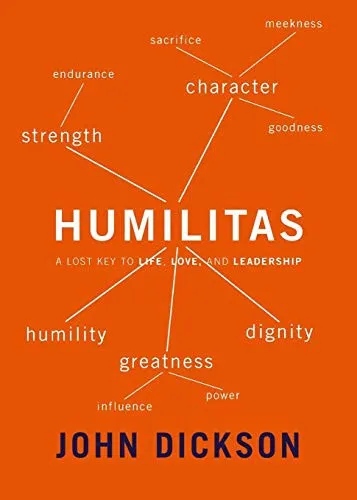 meekness
sacrifice
endurance
character
strength
goodness
HUMILITAS
A LOST KEY TO LIFE, LOVE, AND LEADERSHIP
humility
dignity
greatness
power
influence
JOHN DICKSON